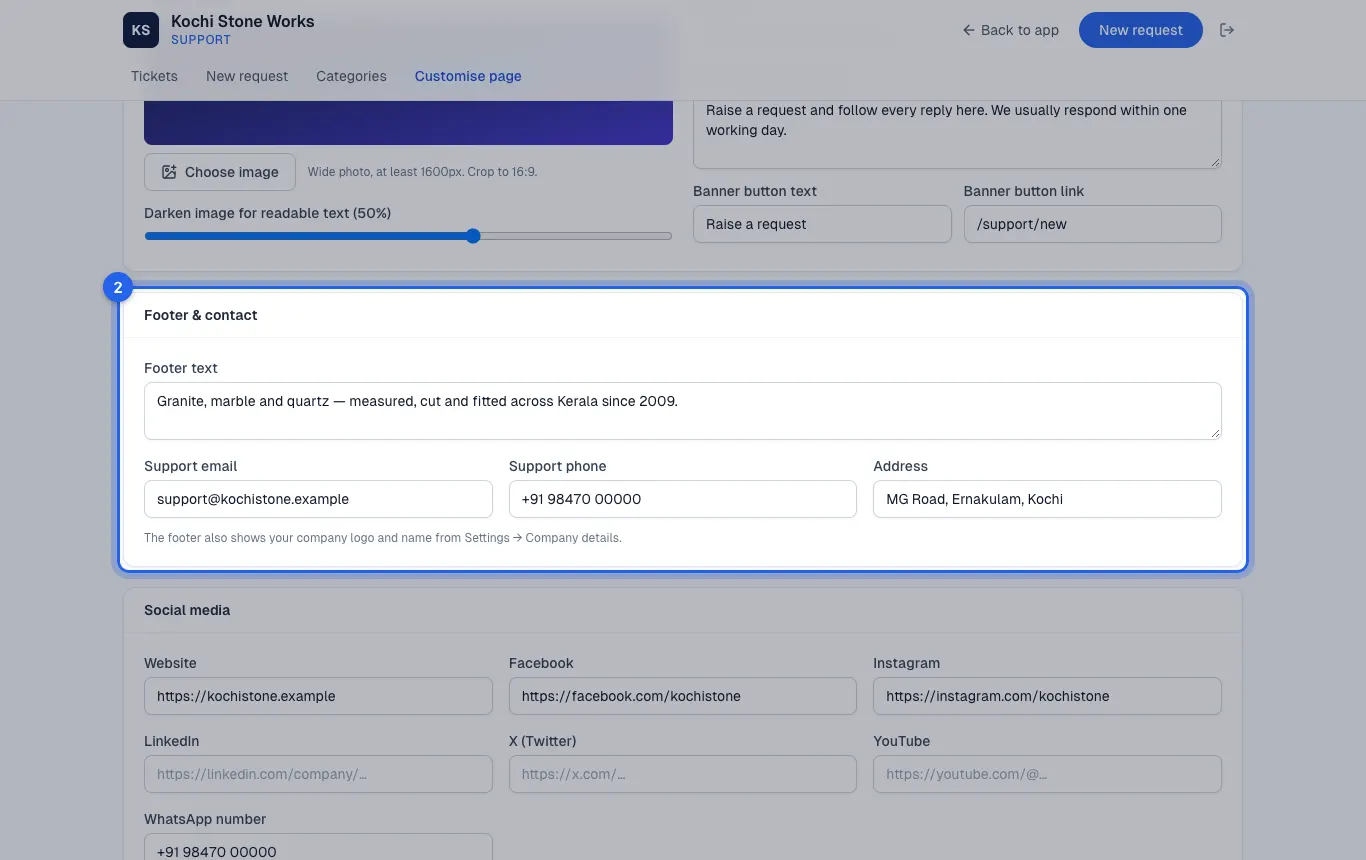 KS
Kochi Stone Works
SUPPORT
← Back to app
New request
Tickets
New request
Categories
Customise page
Raise a request and follow every reply here. We usually respond within one
working day.
Choose image
Wide photo, at least 1600px. Crop to 16:9.
Banner button text
Banner button link
Darken image for readable text (50%)
Raise a request
/support/new
2
Footer & contact
Footer text
Granite, marble and quartz — measured, cut and fitted across Kerala since 2009.
Support email
Support phone
Address
support@kochistone.example
+91 98470 00000
MG Road, Ernakulam, Kochi
The footer also shows your company logo and name from Settings → Company details.
Social media
Website
Facebook
Instagram
https://kochistone.example
https://facebook.com/kochistone
https://instagram.com/kochistone
LinkedIn
X (Twitter)
YouTube
https://linkedin.com/company/…
https://x.com/…
https://youtube.com/@…
WhatsApp number
+91 98470 00000